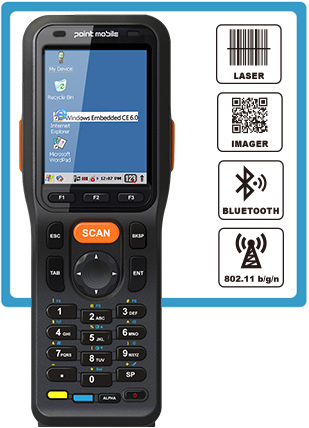 point mobile
My Device
Recycle Bin
Windows Embedded CE 6.0
Internet
Explorer
Microsoft
WordPad
12:07 PM
F1 F2 F3
ESC SCAN BKSP
TAB ENT
1 2 ABC 3 DEF
4 GHI 5 JKL 6 MNO
7 PQRS 8 TUV 9 WXYZ
. 0 SP
ALPHA
LASER
IMAGER
BLUETOOTH
802.11 b/g/n